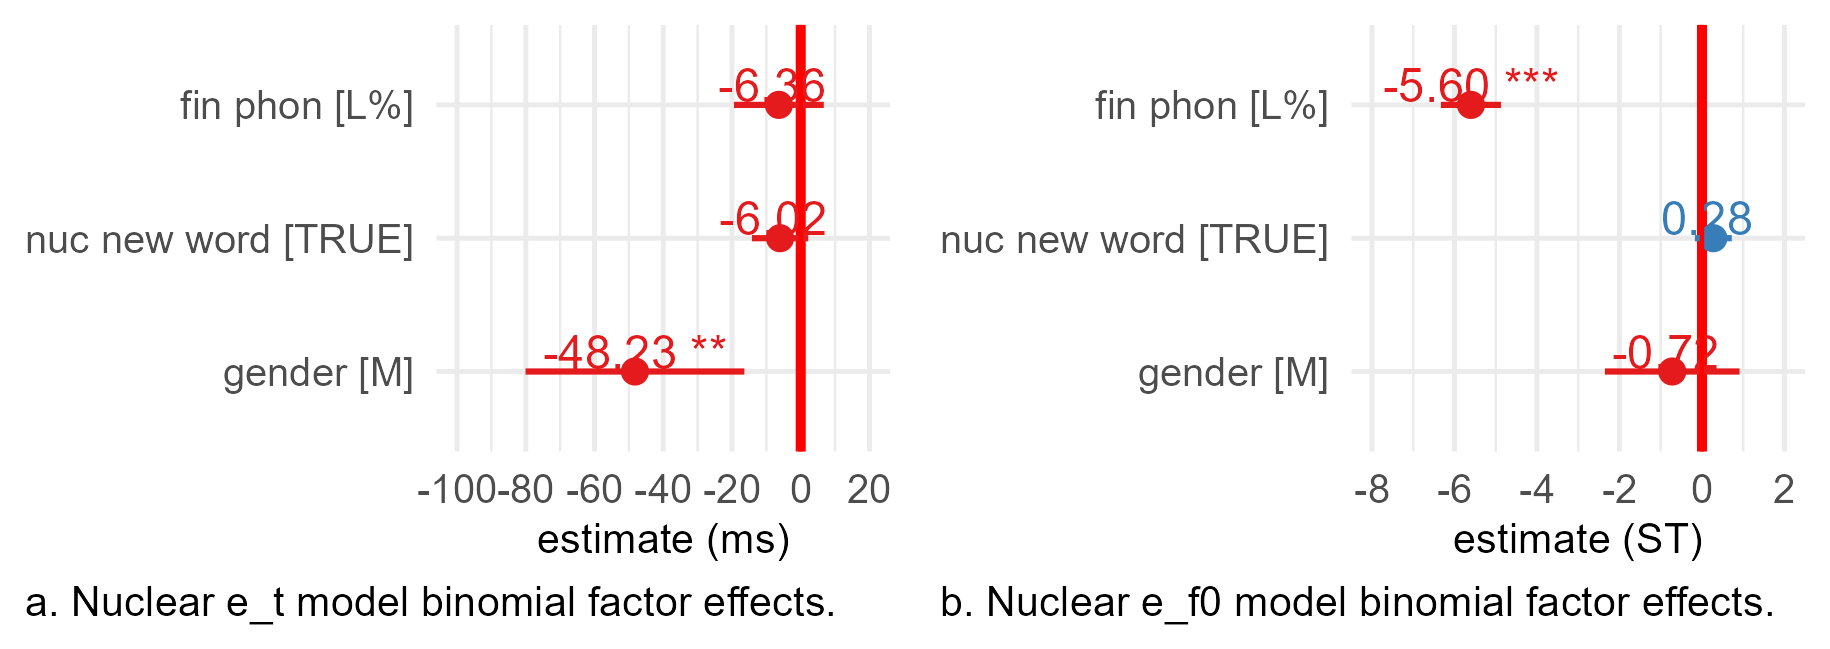 fin phon [L%]
-6.36
nuc new word [TRUE]
-6.02
gender [M]
-48.23 **
-100 -80 -60 -40 -20 0 20
estimate (ms)
a. Nuclear e_t model binomial factor effects.
fin phon [L%]
-5.60 ***
nuc new word [TRUE]
0.28
gender [M]
-0.72
-8 -6 -4 -2 0 2
estimate (ST)
b. Nuclear e_f0 model binomial factor effects.